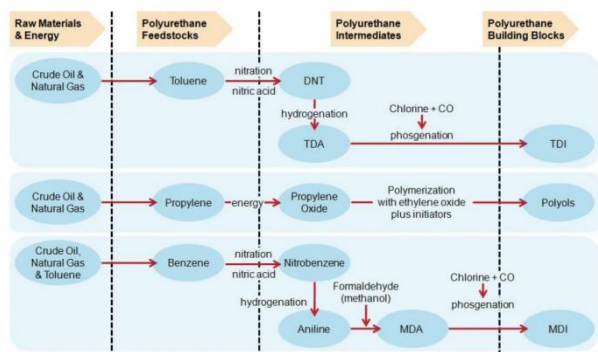 Raw Materials
& Energy
Polyurethane
Feedstocks
Polyurethane
Intermediates
Polyurethane
Building Blocks
Crude Oil &
Natural Gas
Toluene
nitration
nitric acid
DNT
hydrogenation
TDA
Chlorine + CO
phosgenation
TDI
Crude Oil &
Natural Gas
Propylene
energy
Propylene
Oxide
Polymerization
with ethylene oxide
plus initiators
Polyols
Crude Oil,
Natural Gas
& Toluene
Benzene
nitration
nitric acid
Nitrobenzene
hydrogenation
Aniline
Formaldehyde
(methanol)
MDA
Chlorine + CO
phosgenation
MDI